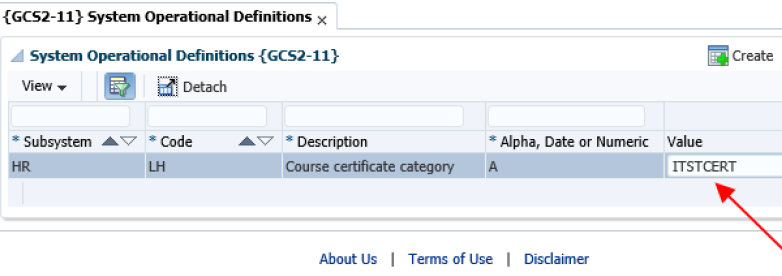 {GCS2-11} System Operational Definitions x
System Operational Definitions {GCS2-11} Create
View Detach
* Subsystem * Code * Description * Alpha, Date or Numeric Value
HR LH Course certificate category A ITSTCERT
About Us | Terms of Use | Disclaimer